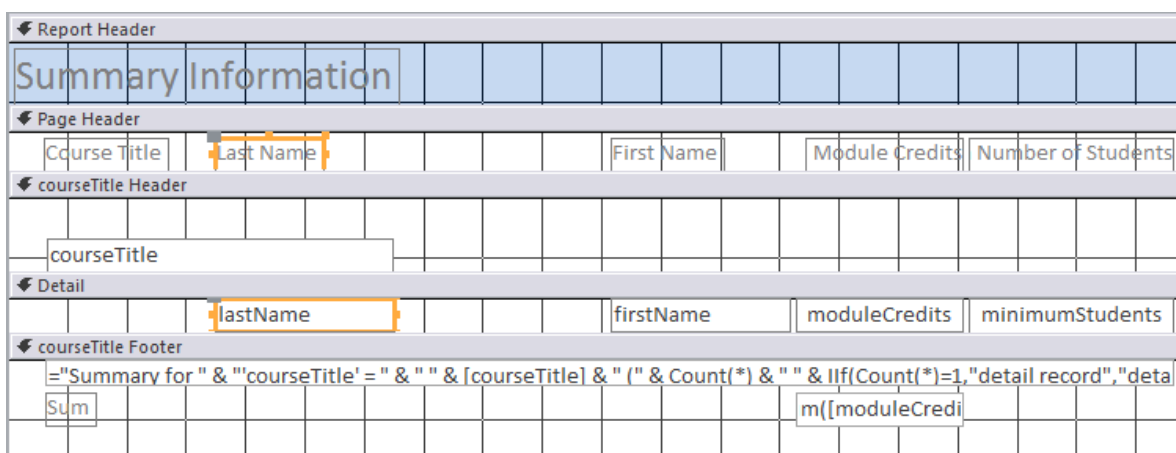 Report Header
Summary Information
Page Header
Course Title Last Name First Name Module Credits Number of Students
courseTitle Header
courseTitle
Detail
lastName firstName moduleCredits minimumStudents
courseTitle Footer
="Summary for " & "'courseTitle' = " & " " & [courseTitle] & " (" & Count(*) & " " & IIf(Count(*)=1,"detail record","deta
Sum m([moduleCredi